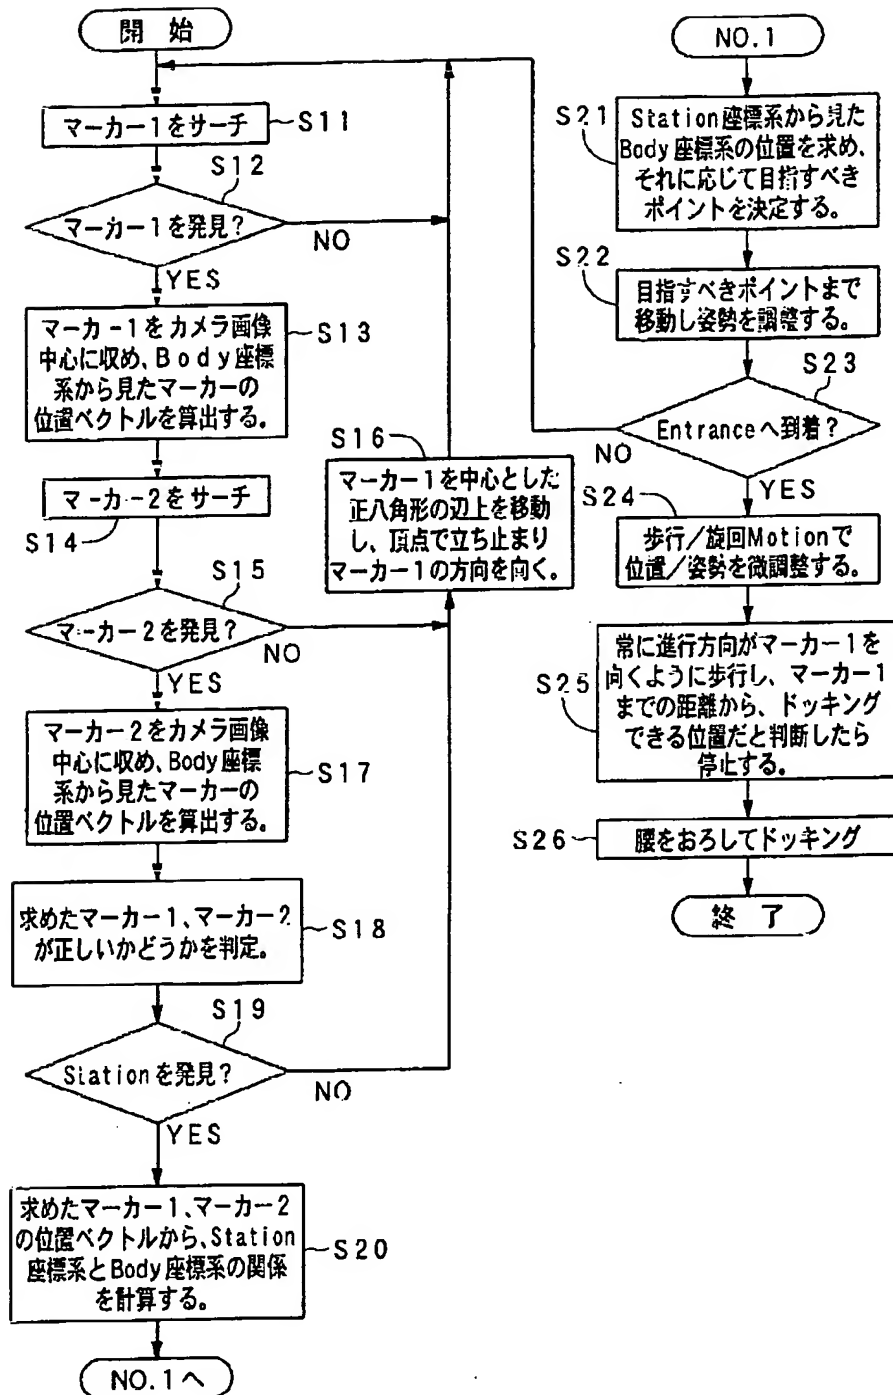 開始
マーカー1をサーチ
S11
S12
マーカー1を発見?
NO
YES
マーカー1をカメラ画像
中心に収め、Body座標
系から見たマーカーの
位置ベクトルを算出する。
S13
マーカー2をサーチ
S14
S15
マーカー2を発見?
NO
YES
S16
マーカー1を中心とした
正八角形の辺上を移動
し、頂点で立ち止まり
マーカー1の方向を向く。
マーカー2をカメラ画像
中心に収め、Body座標
系から見たマーカーの
位置ベクトルを算出する。
S17
求めたマーカー1、マーカー2
が正しいかどうかを判定。
S18
S19
Stationを発見?
NO
YES
求めたマーカー1、マーカー2
の位置ベクトルから、Station
座標系とBody座標系の関係
を計算する。
S20
NO.1へ
NO.1
S21
Station座標系から見た
Body座標系の位置を求め、
それに応じて目指すべき
ポイントを決定する。
S22
目指すべきポイントまで
移動し姿勢を調整する。
S23
Entranceへ到着?
NO
YES
S24
歩行/旋回Motionで
位置/姿勢を微調整する。
S25
常に進行方向がマーカー1を
向くように歩行し、マーカー1
までの距離から、ドッキング
できる位置だと判断したら
停止する。
S26
腰をおろしてドッキング
終了